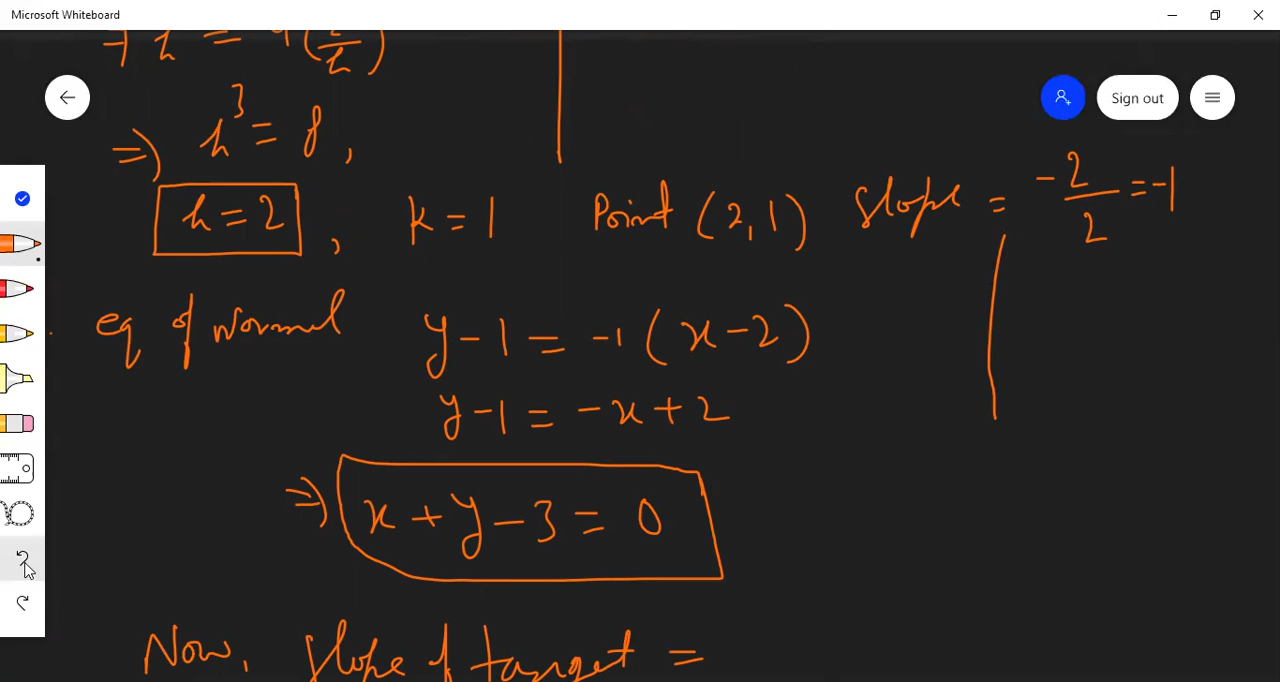 Microsoft Whiteboard
Sign out
⇒ h³ = 8,
h = 2, K = 1 Point (2, 1) Slope = -2/2 = -1
eq of Normal y - 1 = -1 (x - 2)
y - 1 = - x + 2
⇒ x + y - 3 = 0
Now, Slope of tanget =